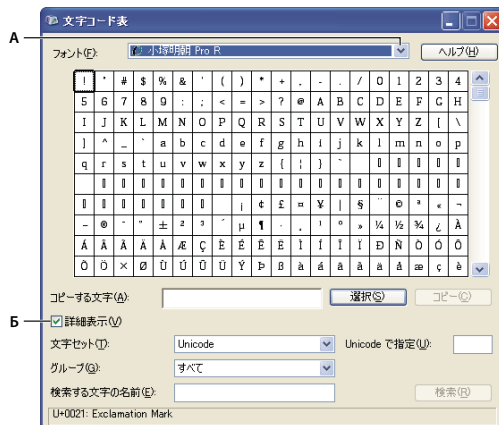 文字コード表
A
フォント(F):
小塚明朝 Pro R
ヘルプ(H)
! " # $ % & ' ( ) * + , - . / 0 1 2 3 4
5 6 7 8 9 : ; < = > ? @ A B C D E F G H
I J K L M N O P Q R S T U V W X Y Z [ \
] ^ _ ` a b c d e f g h i j k l m n o p
q r s t u v w x y z { ¦ }
¡ ¢ £ ¤ ¥ | § ¨ © ª « ¬
- ® ¯ ° ± ² ³ ´ µ ¶ · ¸ ¹ º » ¼ ½ ¾ ¿ À
Á Â Ã Ä Å Æ Ç È É Ê Ë Ì Í Î Ï Ð Ñ Ò Ó Ô
Õ Ö × Ø Ù Ú Û Ü Ý Þ ß à á â ã ä å æ ç è
コピーする文字(A):
選択(S)
コピー(C)
Б
詳細表示(V)
文字セット(T):
Unicode
Unicode で指定(U):
グループ(G):
すべて
検索する文字の名前(E):
検索(R)
U+0021: Exclamation Mark